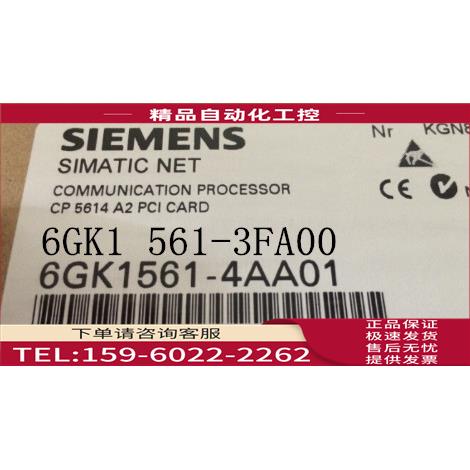 精品自动化工控
SIEMENS
SIMATIC NET
Nr KGN8
COMMUNICATION PROCESSOR
CP 5614 A2 PCI CARD
CE
6GK1 561-3FA00
6GK1561-4AA01
下单请咨询客服
TEL:159-6022-2262
正品保证
极速发货
售后无忧
提供发票